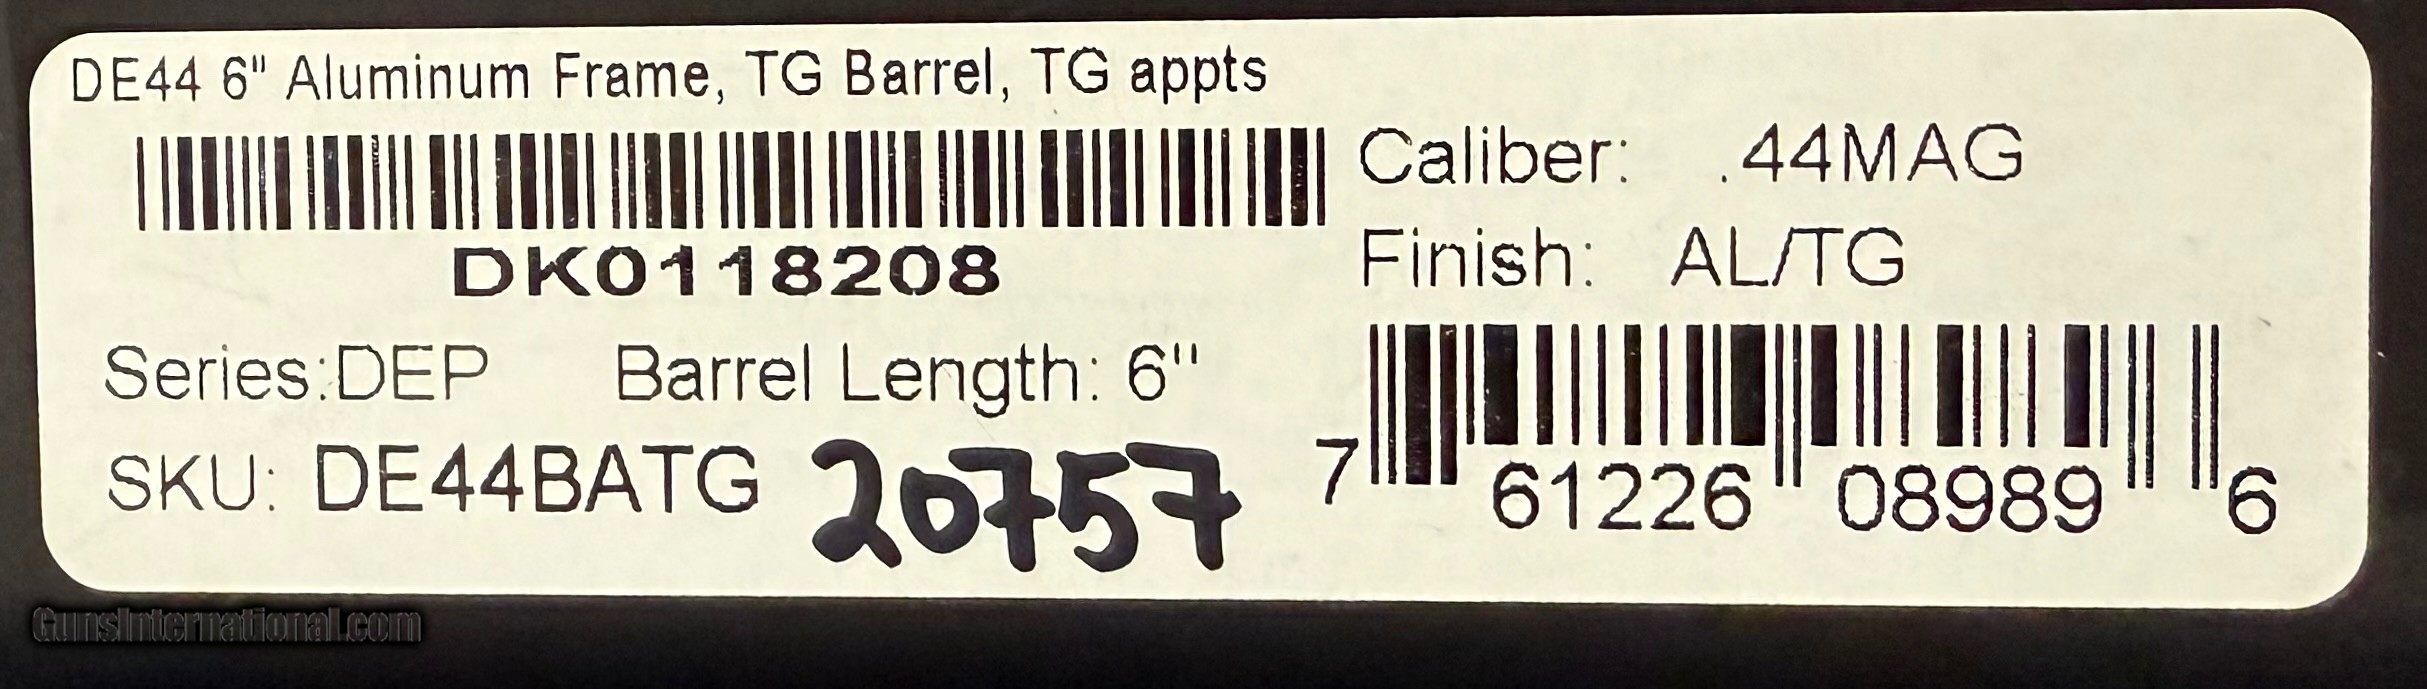 DE44 6" Aluminum Frame, TG Barrel, TG appts
DK0118208
Series:DEP Barrel Length: 6"
SKU: DE44BATG 20757
Caliber: .44MAG
Finish: AL/TG
7 61226 08989 6
GunsInternational.com